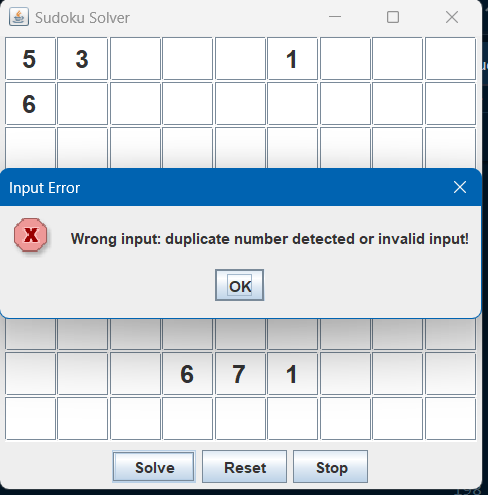 Sudoku Solver
5 3 1
6
Input Error
X
Wrong input: duplicate number detected or invalid input!
OK
6 7 1
Solve Reset Stop
198